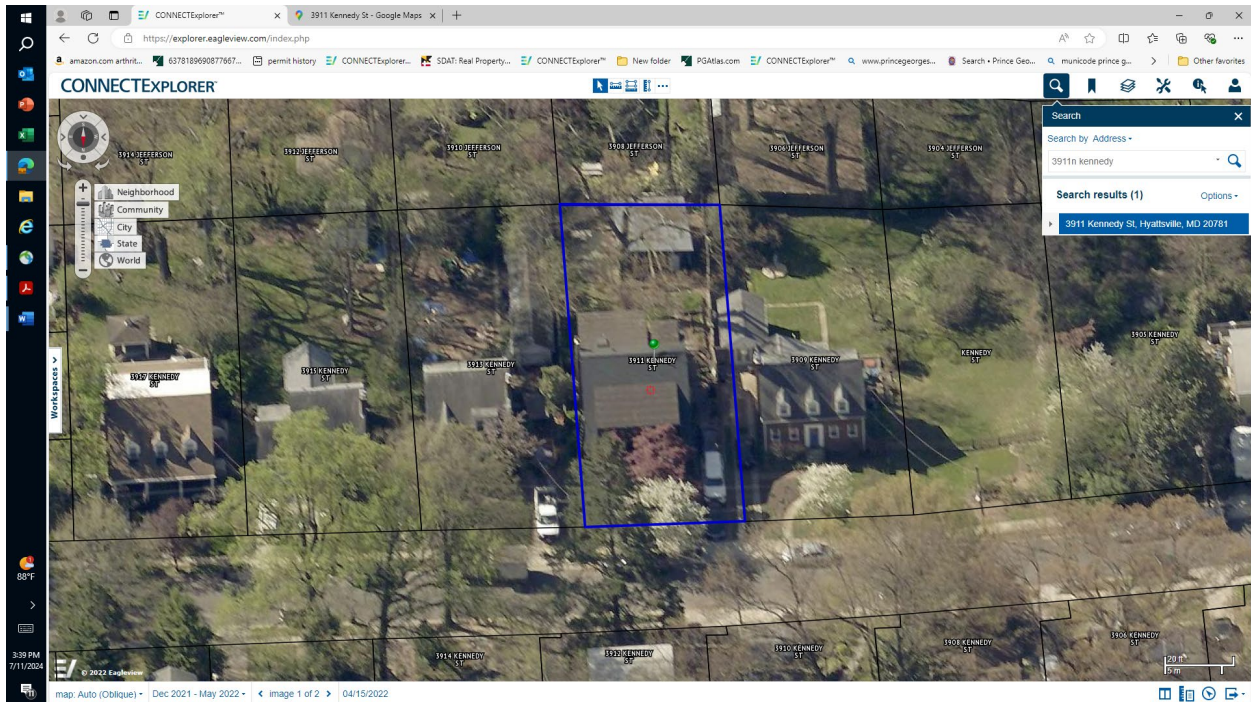 CONNECTExplorer™
3911 Kennedy St - Google Maps
https://explorer.eagleview.com/index.php
amazon.com arthrit...
6378189690877667...
permit history
CONNECTExplorer...
SDAT: Real Property...
CONNECTExplorer™
New folder
PGAtlas.com
CONNECTExplorer™
www.princegeorges...
Search • Prince Geo...
municode prince g...
Other favorites
CONNECTEXPLORER™
Search
Search by Address
3911n kennedy
Search results (1)
Options
3911 Kennedy St, Hyattsville, MD 20781
Neighborhood
Community
City
State
World
3914 JEFFERSON
ST
3912 JEFFERSON
ST
3910 JEFFERSON
ST
3908 JEFFERSON
ST
3906 JEFFERSON
ST
3904 JEFFERSON
ST
Workspaces
3917 KENNEDY
ST
3915 KENNEDY
ST
3913 KENNEDY
ST
3911 KENNEDY
ST
3909 KENNEDY
ST
KENNEDY
ST
3905 KENNEDY
ST
3914 KENNEDY
ST
3912 KENNEDY
ST
3910 KENNEDY
ST
3908 KENNEDY
ST
3906 KENNEDY
ST
20 ft
5 m
© 2022 Eagleview
88°F
3:39 PM
7/11/2024
map: Auto (Oblique)
Dec 2021 - May 2022
image 1 of 2
04/15/2022